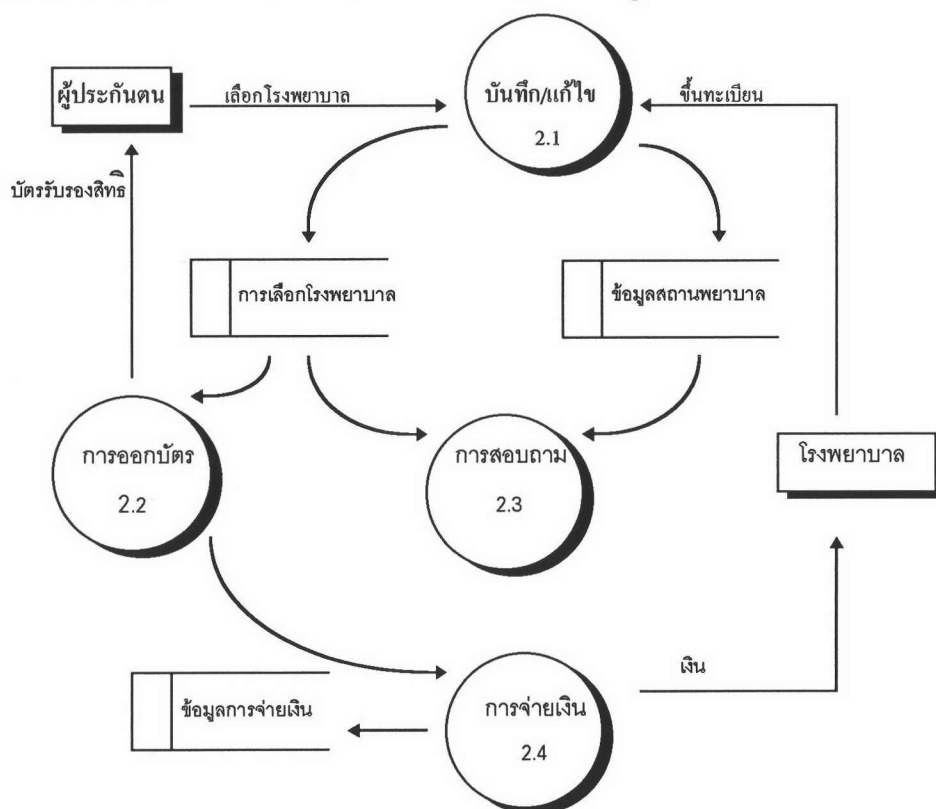 ผู้ประกันตน
เลือกโรงพยาบาล
บันทึก/แก้ไข
2.1
ขึ้นทะเบียน
บัตรรับรองสิทธิ
การเลือกโรงพยาบาล
ข้อมูลสถานพยาบาล
การออกบัตร
2.2
การสอบถาม
2.3
โรงพยาบาล
ข้อมูลการจ่ายเงิน
การจ่ายเงิน
2.4
เงิน